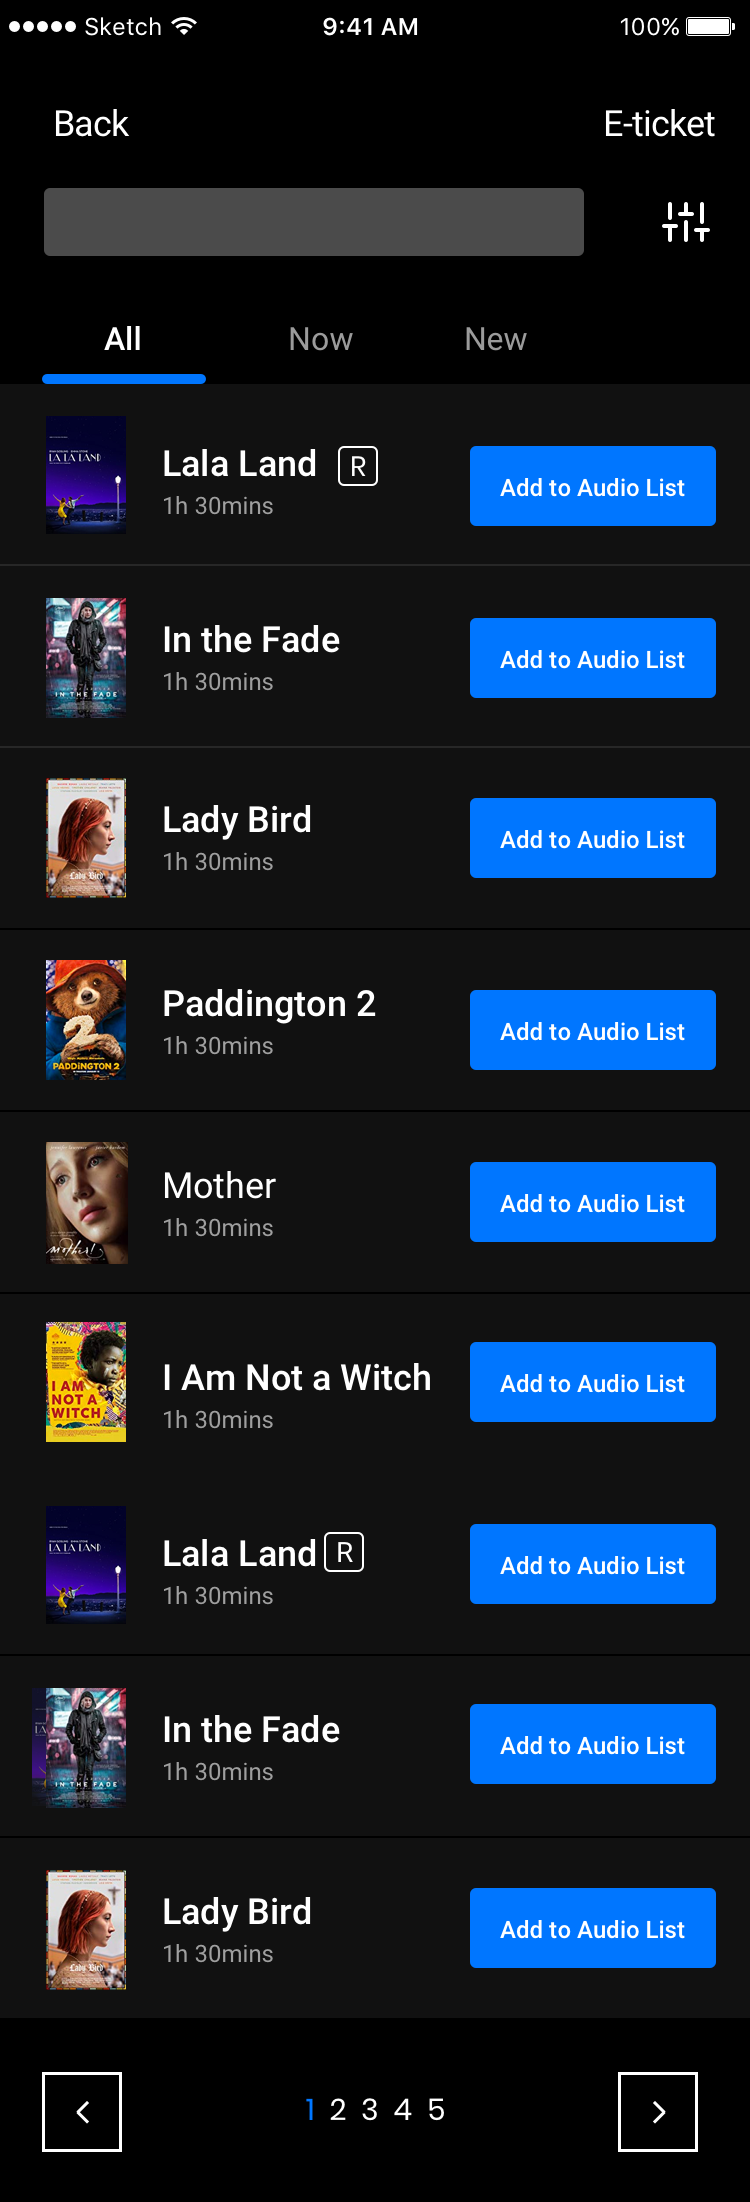 Sketch 9:41 AM 100%
Back E-ticket
All Now New
LA LA LAND
Lala Land R
1h 30mins
Add to Audio List
IN THE FADE
In the Fade
1h 30mins
Add to Audio List
Lady Bird
Lady Bird
1h 30mins
Add to Audio List
2
PADDINGTON 2
Paddington 2
1h 30mins
Add to Audio List
mother!
Mother
1h 30mins
Add to Audio List
I AM
NOT A
WITCH
I Am Not a Witch
1h 30mins
Add to Audio List
LA LA LAND
Lala Land R
1h 30mins
Add to Audio List
LA
IN THE FADE
In the Fade
1h 30mins
Add to Audio List
Lady Bird
Lady Bird
1h 30mins
Add to Audio List
< 1 2 3 4 5 >